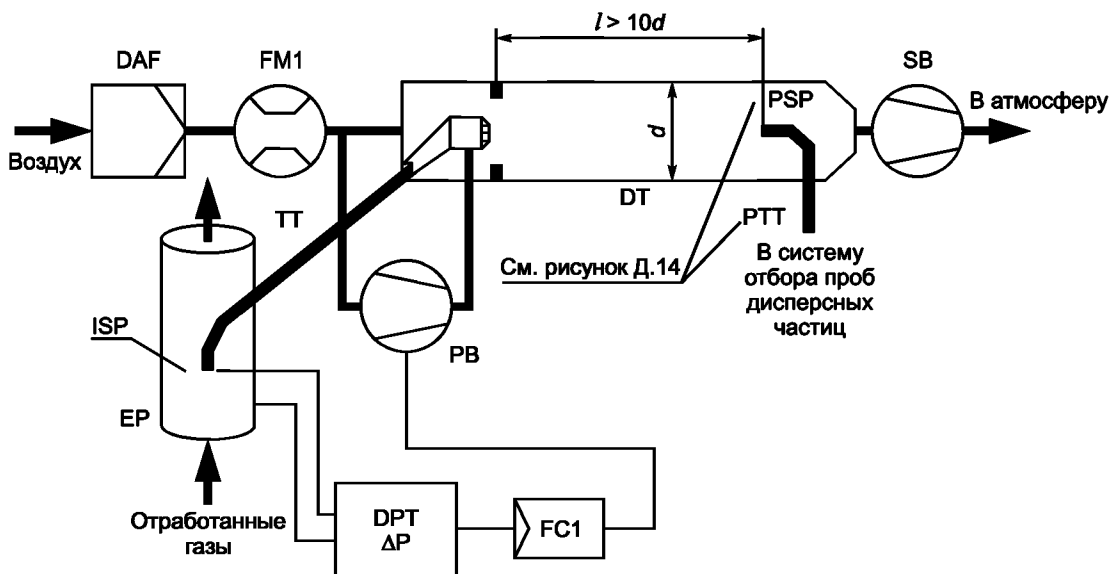 l > 10d
DAF
FM1
SB
PSP
В атмосферу
d
Воздух
DT
TT
PTT
См. рисунок Д.14
В систему
отбора проб
дисперсных
частиц
ISP
PB
EP
Отработанные
газы
DPT
ΔP
FC1